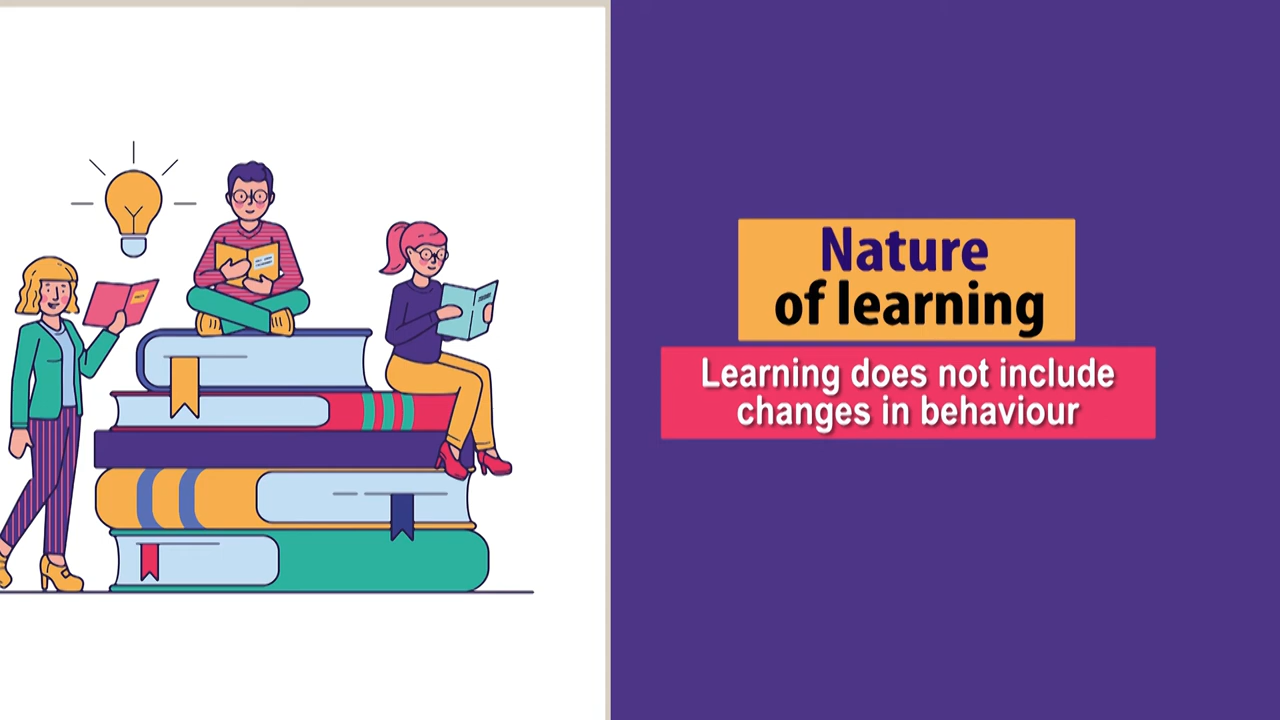 Nature
of learning
Learning does not include
changes in behaviour